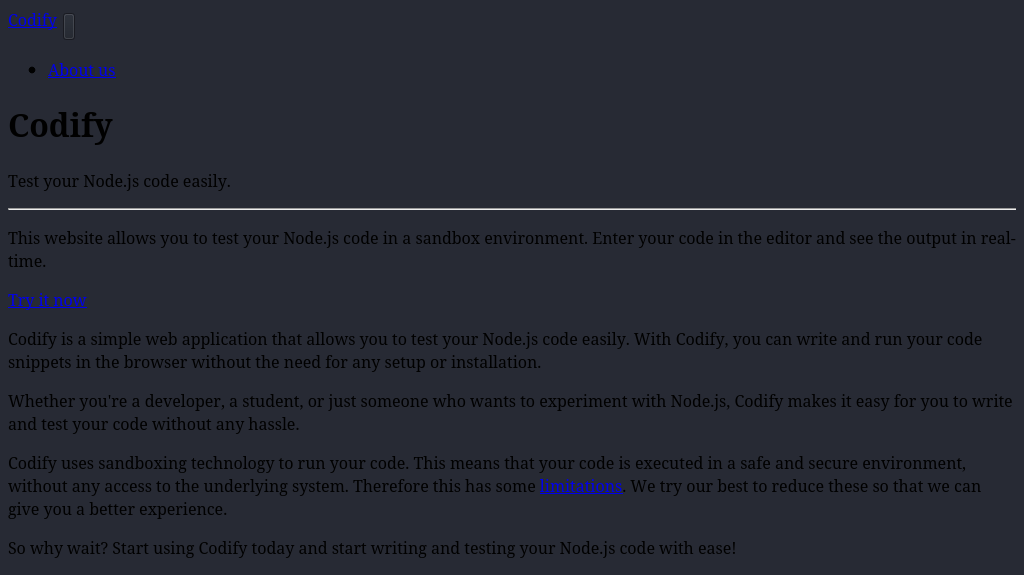 Codify
About us
Codify
Test your Node.js code easily.
This website allows you to test your Node.js code in a sandbox environment. Enter your code in the editor and see the output in real-
time.
Try it now
Codify is a simple web application that allows you to test your Node.js code easily. With Codify, you can write and run your code
snippets in the browser without the need for any setup or installation.
Whether you're a developer, a student, or just someone who wants to experiment with Node.js, Codify makes it easy for you to write
and test your code without any hassle.
Codify uses sandboxing technology to run your code. This means that your code is executed in a safe and secure environment,
without any access to the underlying system. Therefore this has some limitations. We try our best to reduce these so that we can
give you a better experience.
So why wait? Start using Codify today and start writing and testing your Node.js code with ease!